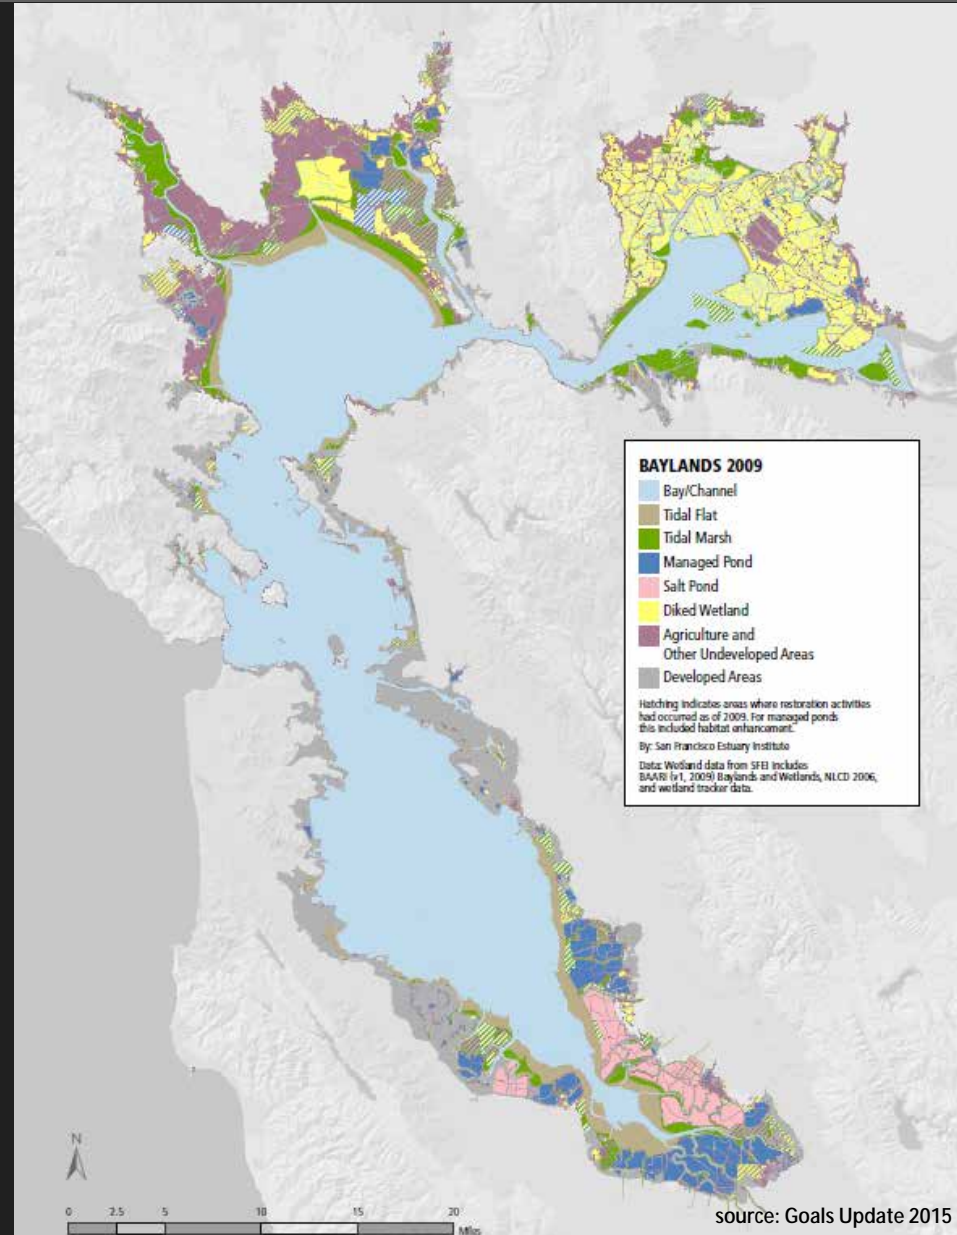 BAYLANDS 2009
Bay/Channel
Tidal Flat
Tidal Marsh
Managed Pond
Salt Pond
Diked Wetland
Agriculture and
Other Undeveloped Areas
Developed Areas
Hatching indicates areas where restoration activities
had occurred as of 2009. For managed ponds
this included habitat enhancement.
By: San Francisco Estuary Institute
Data: Wetland data from SFEI includes
BAARI (v1, 2009) Baylands and Wetlands, NLCD 2006,
and wetland tracker data.
N
0 2.5 5 10 15 20
Miles
source: Goals Update 2015